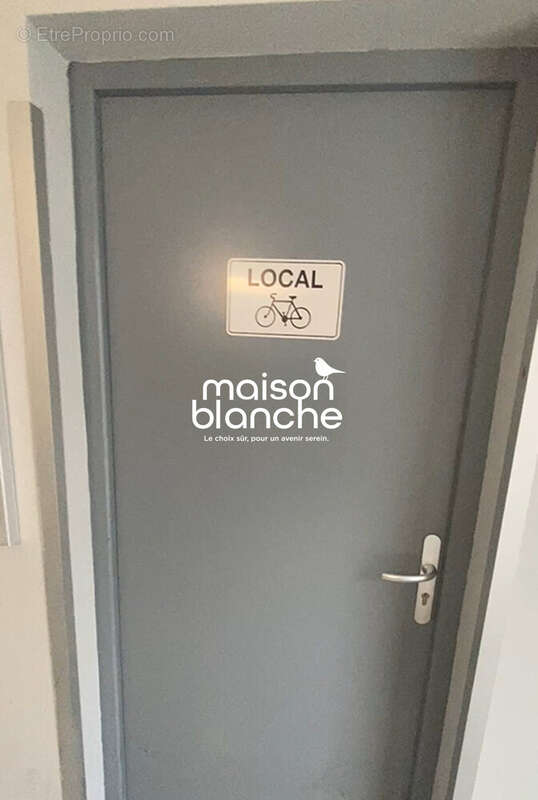 © EtreProprio.com
LOCAL
maison
blanche
Le choix sûr, pour un avenir serein.